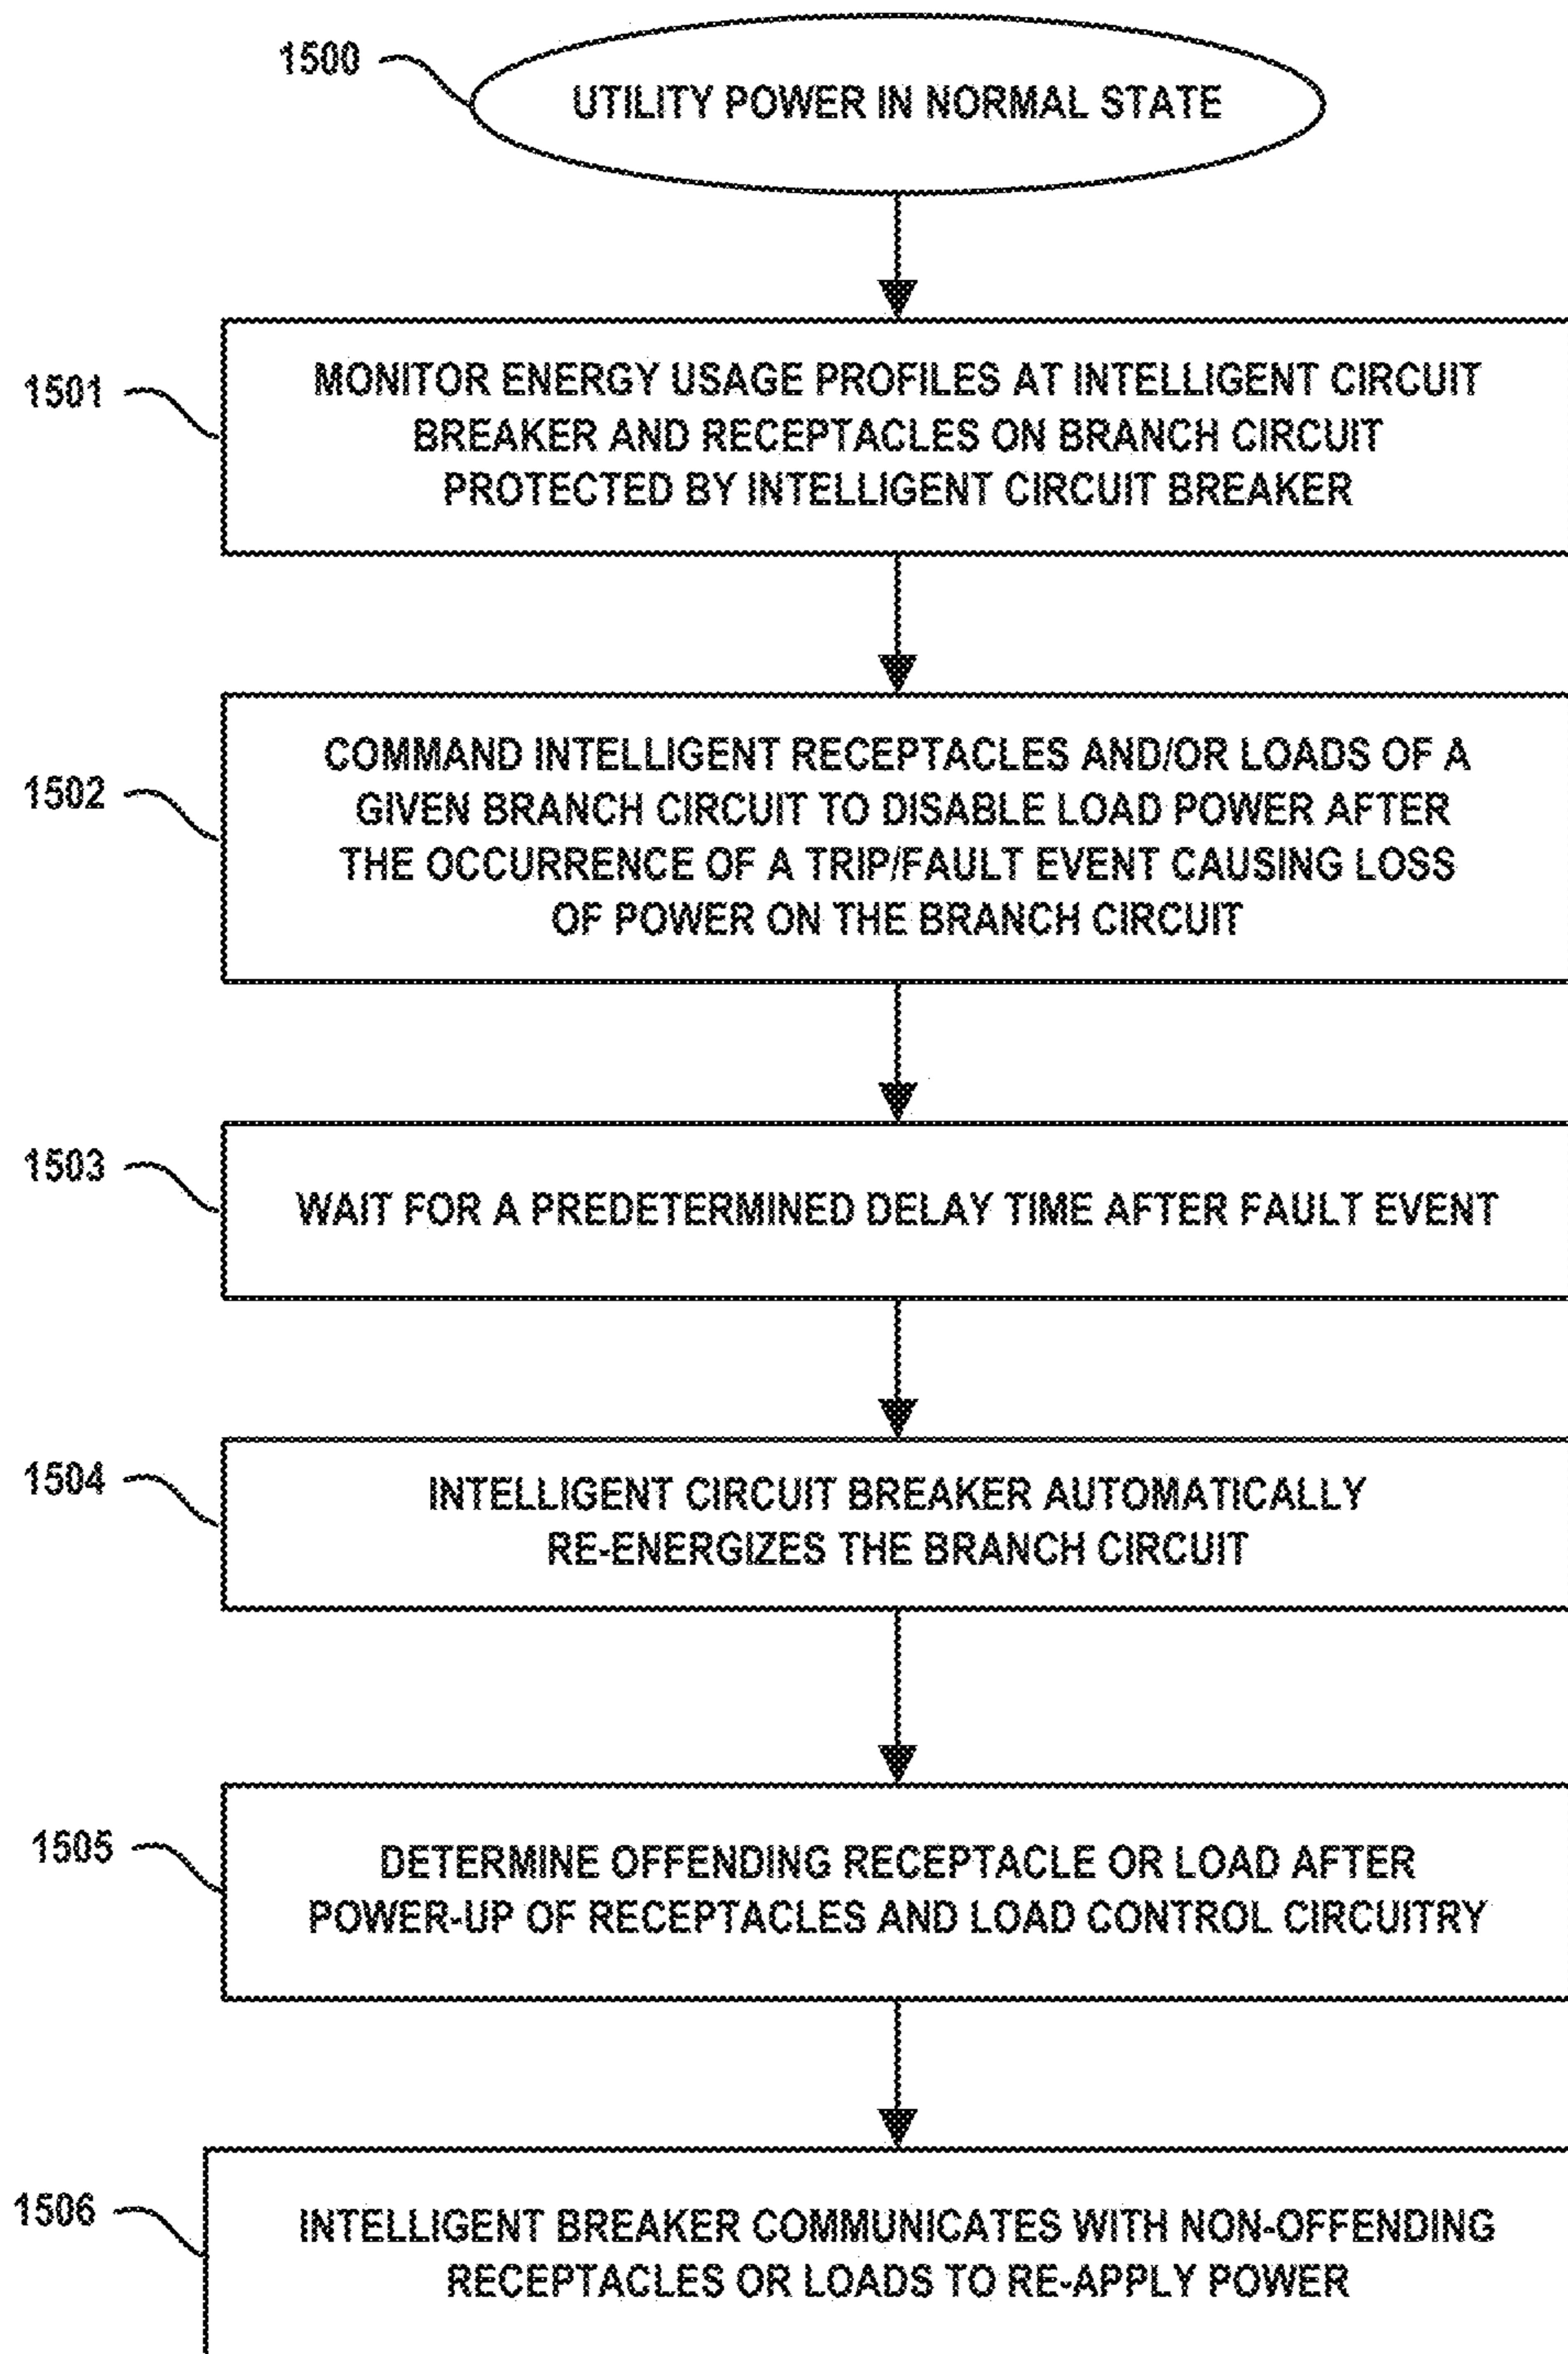 1500
UTILITY POWER IN NORMAL STATE
1501
MONITOR ENERGY USAGE PROFILES AT INTELLIGENT CIRCUIT
BREAKER AND RECEPTACLES ON BRANCH CIRCUIT
PROTECTED BY INTELLIGENT CIRCUIT BREAKER
1502
COMMAND INTELLIGENT RECEPTACLES AND/OR LOADS OF A
GIVEN BRANCH CIRCUIT TO DISABLE LOAD POWER AFTER
THE OCCURRENCE OF A TRIP/FAULT EVENT CAUSING LOSS
OF POWER ON THE BRANCH CIRCUIT
1503
WAIT FOR A PREDETERMINED DELAY TIME AFTER FAULT EVENT
1504
INTELLIGENT CIRCUIT BREAKER AUTOMATICALLY
RE-ENERGIZES THE BRANCH CIRCUIT
1505
DETERMINE OFFENDING RECEPTACLE OR LOAD AFTER
POWER-UP OF RECEPTACLES AND LOAD CONTROL CIRCUITRY
1506
INTELLIGENT BREAKER COMMUNICATES WITH NON-OFFENDING
RECEPTACLES OR LOADS TO RE-APPLY POWER